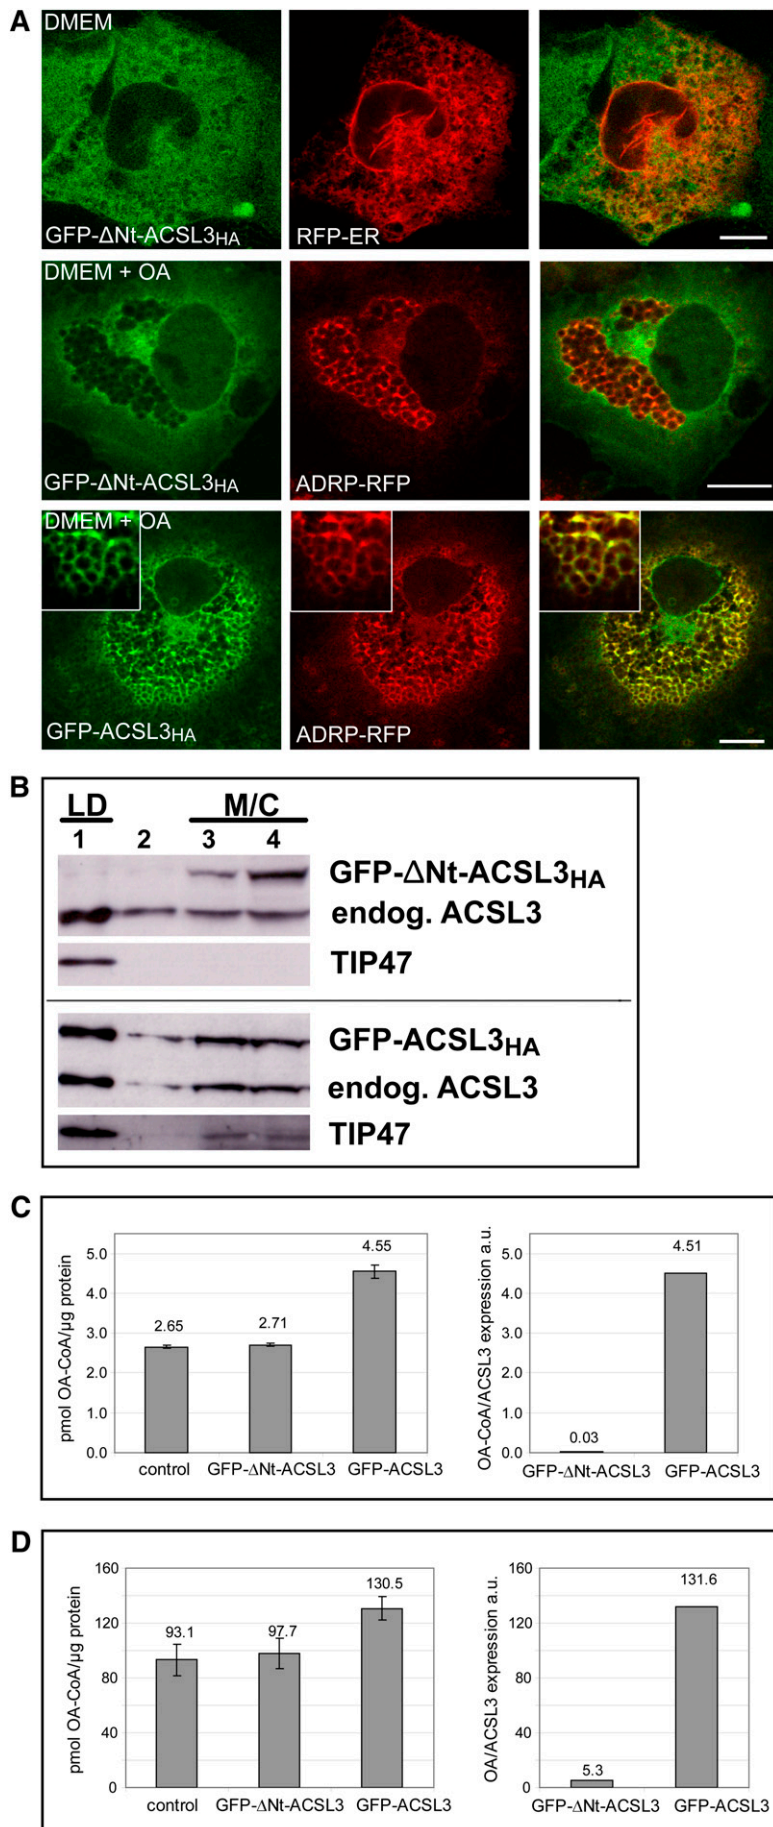 A
DMEM
GFP-ΔNt-ACSL3HA
RFP-ER
DMEM + OA
GFP-ΔNt-ACSL3HA
ADRP-RFP
DMEM + OA
GFP-ACSL3HA
ADRP-RFP
B
LD M/C
1 2 3 4
GFP-ΔNt-ACSL3HA
endog. ACSL3
TIP47
GFP-ACSL3HA
endog. ACSL3
TIP47
C
pmol OA-CoA/µg protein
5.0
4.0
3.0
2.0
1.0
0.0
2.65
2.71
4.55
control GFP-ΔNt-ACSL3 GFP-ACSL3
OA-CoA/ACSL3 expression a.u.
5.0
4.0
3.0
2.0
1.0
0.0
0.03
4.51
GFP-ΔNt-ACSL3 GFP-ACSL3
D
pmol OA-CoA/µg protein
160
120
80
40
0
93.1
97.7
130.5
control GFP-ΔNt-ACSL3 GFP-ACSL3
OA/ACSL3 expression a.u.
160
120
80
40
0
5.3
131.6
GFP-ΔNt-ACSL3 GFP-ACSL3